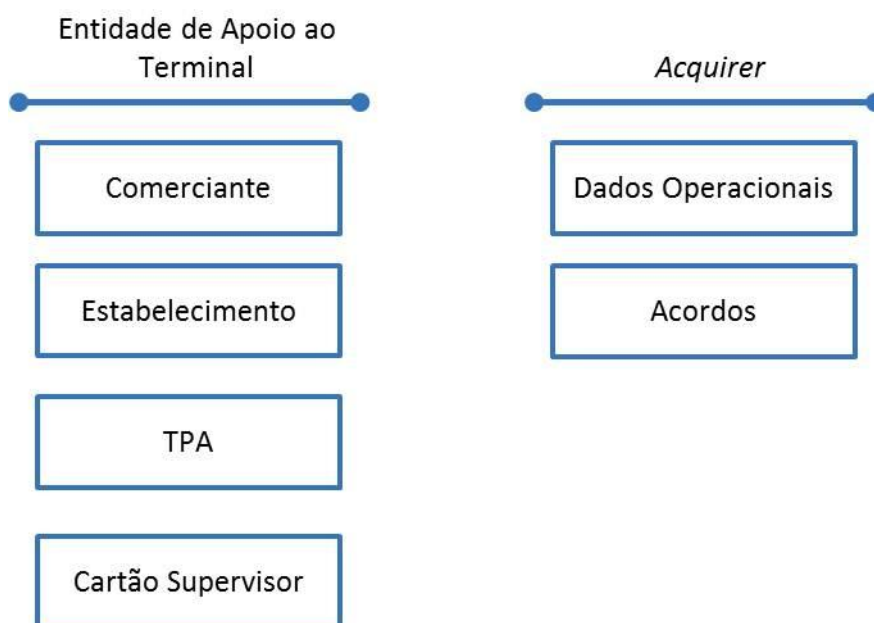 Entidade de Apoio ao
Terminal
Comerciante
Estabelecimento
TPA
Cartão Supervisor
Acquirer
Dados Operacionais
Acordos